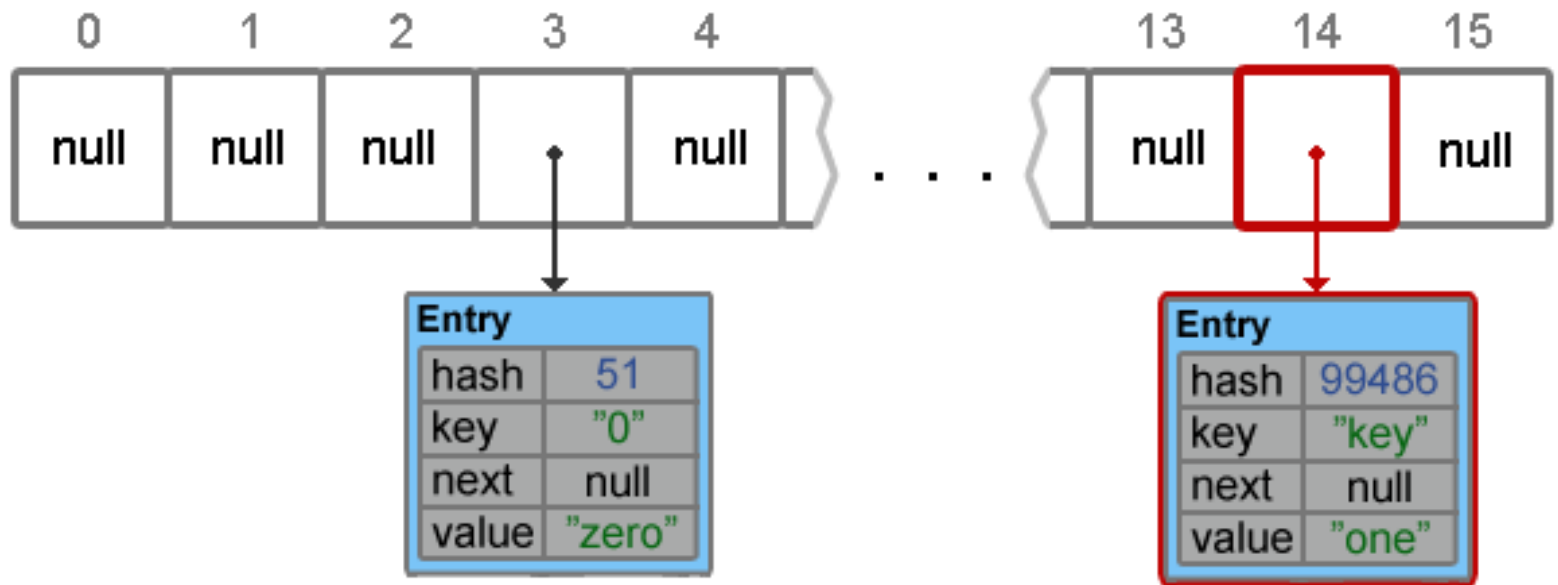 0 1 2 3 4 13 14 15
null null null null . . . null null
Entry
hash 51
key ”0”
next null
value ”zero”
Entry
hash 99486
key ”key”
next null
value ”one”